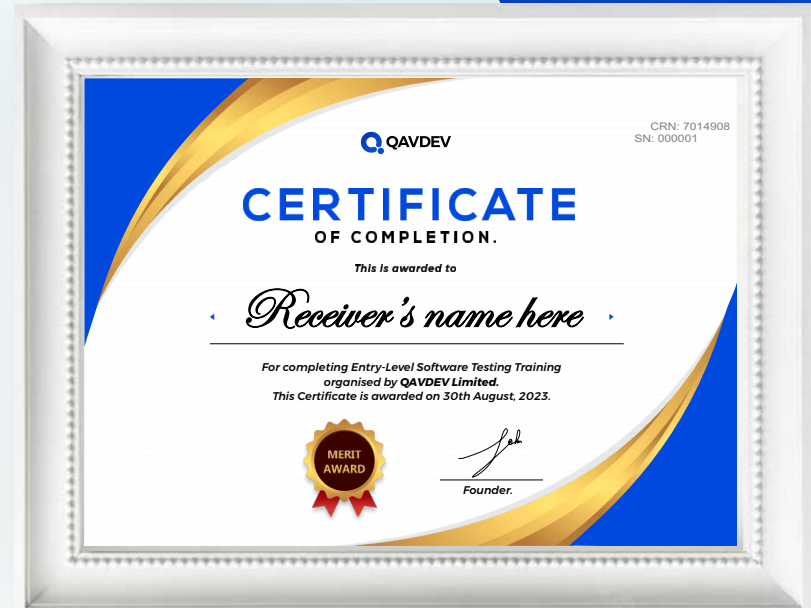 QAVDEV
CRN: 7014908
SN: 000001
CERTIFICATE
OF COMPLETION.
This is awarded to
Receiver's name here
For completing Entry-Level Software Testing Training
organised by QAVDEV Limited.
This Certificate is awarded on 30th August, 2023.
MERIT
AWARD
Founder.